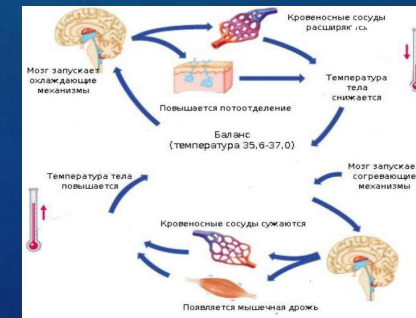 Кровеносные сосуды
расширяются
Мозг запускает
охлаждающие
механизмы
Повышается потоотделение
Температура
тела
снижается
Баланс
(температура 35,6-37,0)
Мозг запускае
согревающие
механизмы
Температура тела
повышается
Кровеносные сосуды сужаются
Появляется мышечная дрожь